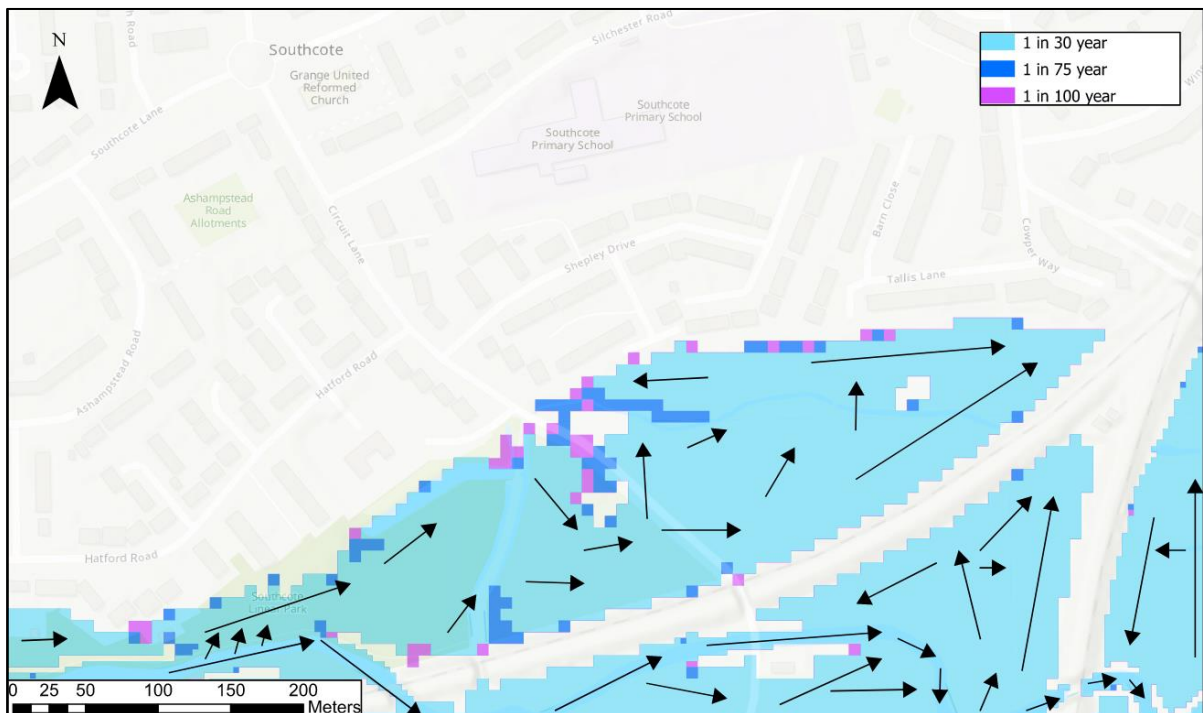 N
Southcote
Grange United
Reformed
Church
Silchester Road
Southcote Lane
Southcote
Primary School
Southcote
Primary School
1 in 30 year
1 in 75 year
1 in 100 year
Ashampstead
Road
Allotments
Circuit Lane
Shepley Drive
Barn Close
Cowper Way
Tallis Lane
Ashampstead Road
Hatford Road
Hatford Road
Southcote
Linear Park
0 25 50 100 150 200
Meters